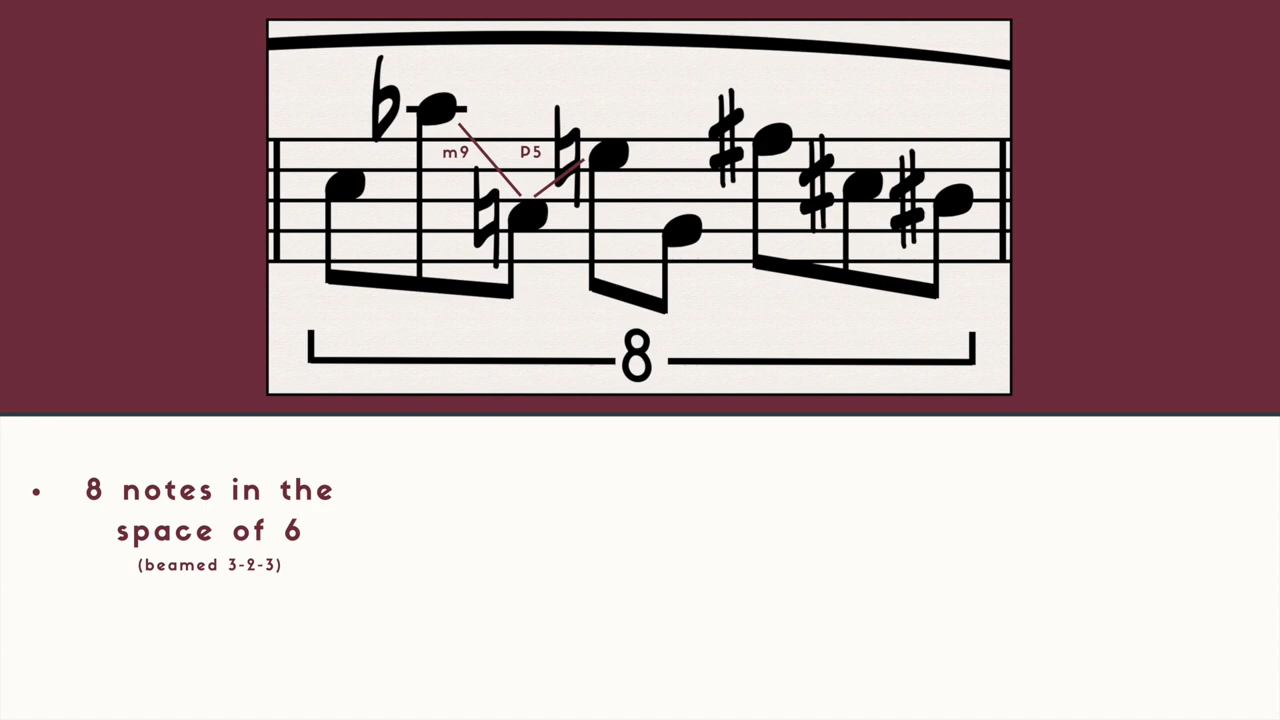 m9 P5
8
• 8 notes in the
space of 6
(beamed 3-2-3)